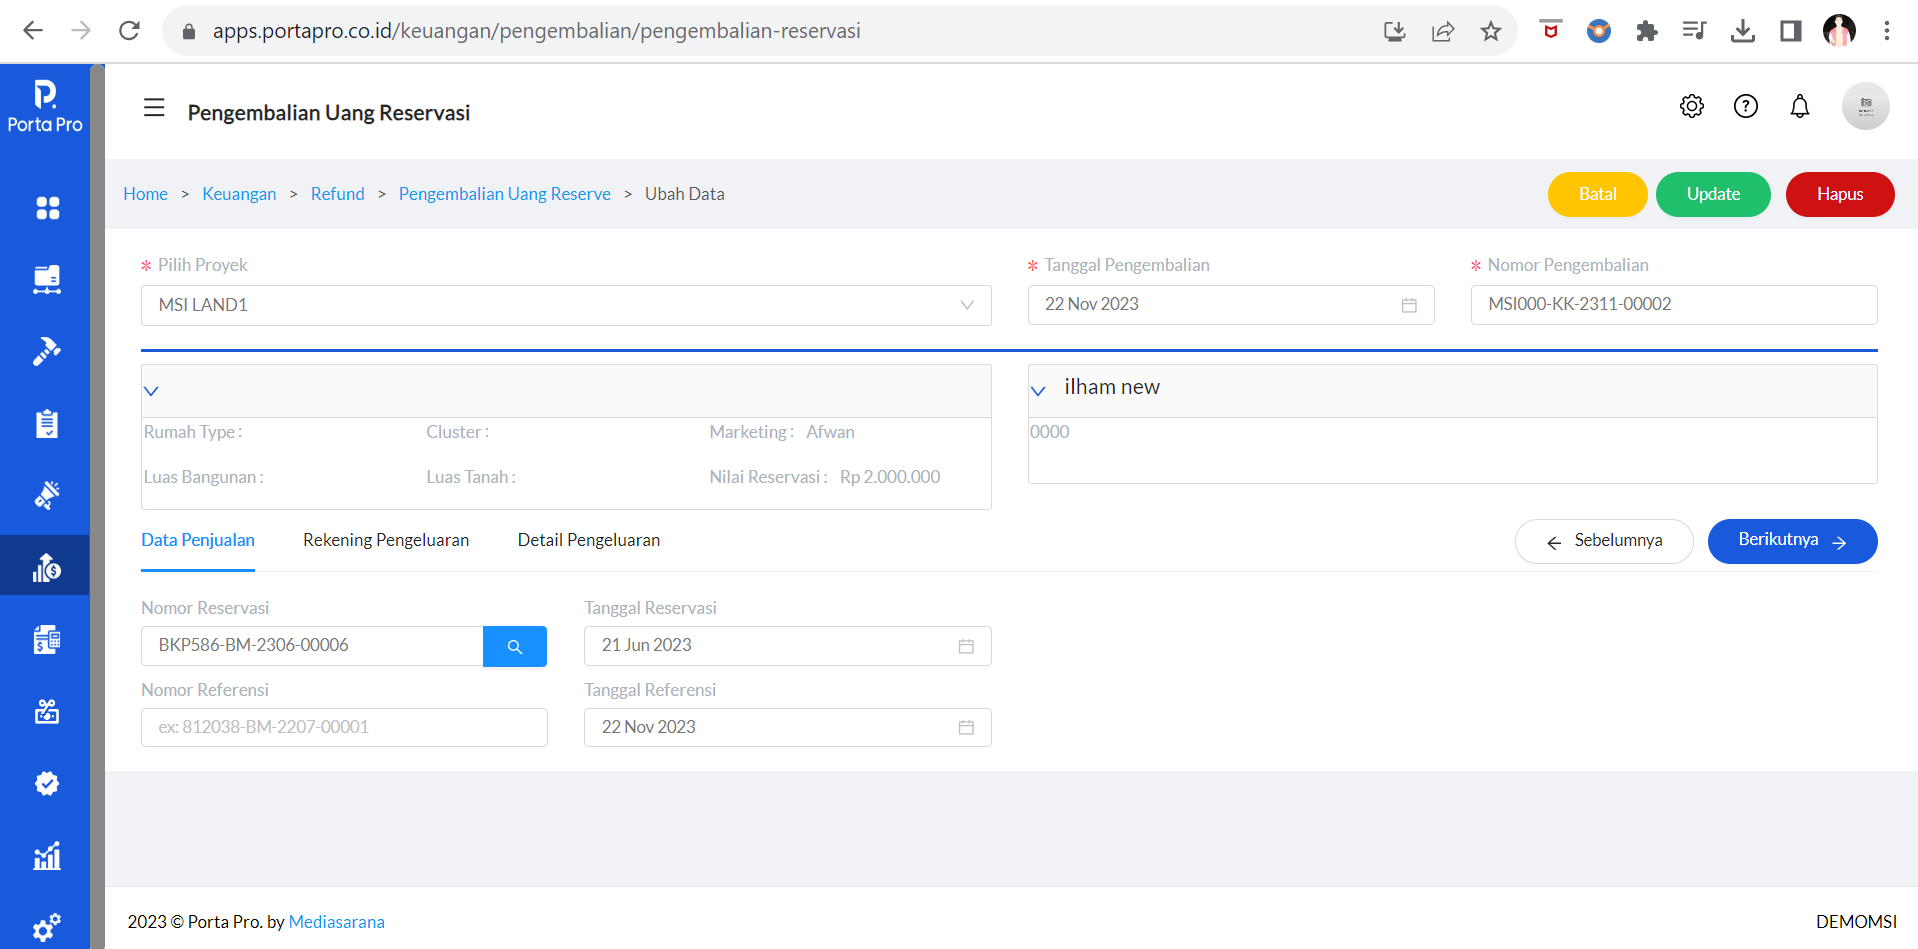 apps.portapro.co.id/keuangan/pengembalian/pengembalian-reservasi
P.
Porta Pro
Pengembalian Uang Reservasi
Home > Keuangan > Refund > Pengembalian Uang Reserve > Ubah Data
Batal
Update
Hapus
* Pilih Proyek
* Tanggal Pengembalian
* Nomor Pengembalian
MSI LAND1
22 Nov 2023
MSI000-KK-2311-00002
ilham new
Rumah Type :
Cluster :
Marketing : Afwan
0000
Luas Bangunan :
Luas Tanah :
Nilai Reservasi : Rp 2.000.000
Data Penjualan
Rekening Pengeluaran
Detail Pengeluaran
Sebelumnya
Berikutnya
Nomor Reservasi
Tanggal Reservasi
BKP586-BM-2306-00006
21 Jun 2023
Nomor Referensi
Tanggal Referensi
ex: 812038-BM-2207-00001
22 Nov 2023
2023 © Porta Pro. by Mediasarana
DEMOMSI